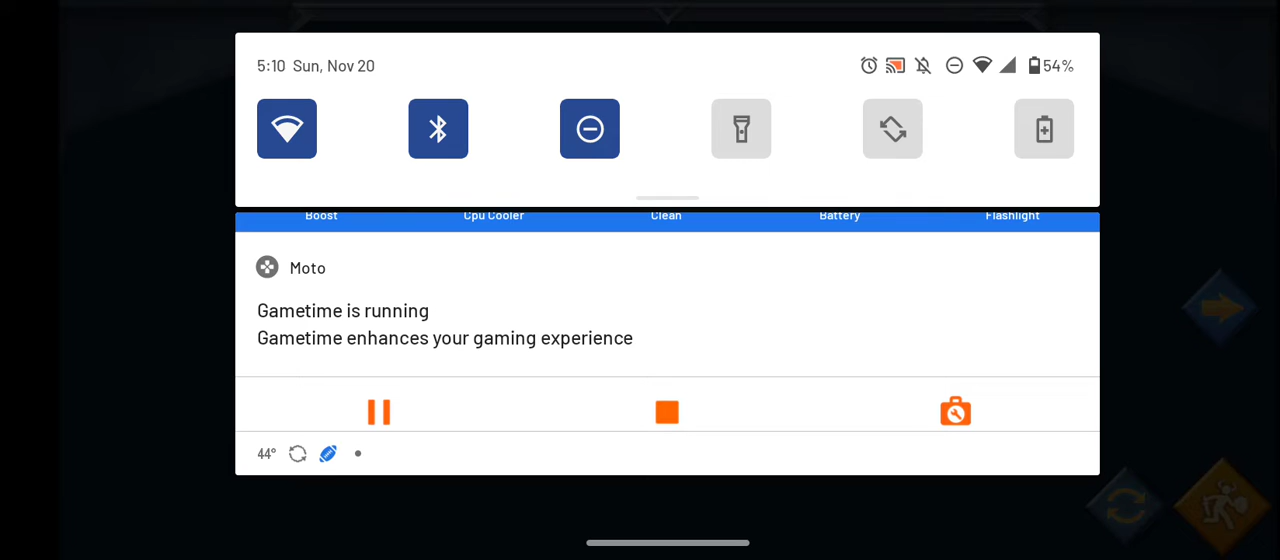 5:10 Sun, Nov 20
54%
Boost Cpu Cooler Clean Battery Flashlight
Moto
Gametime is running
Gametime enhances your gaming experience
44°